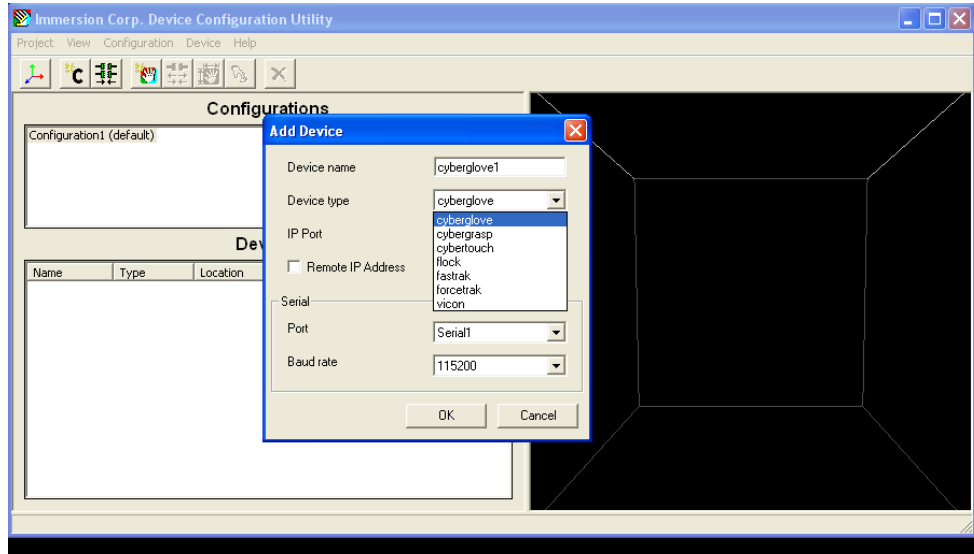 Immersion Corp. Device Configuration Utility
Project View Configuration Device Help
Configurations
Configuration1 (default)
Add Device
Device name cyberglove1
Device type cyberglove
cyberglove
cybergrasp
cybertouch
flock
fastrak
forcetrak
vicon
IP Port
Remote IP Address
Serial
Port Serial1
Baud rate 115200
OK Cancel
Dev
Name Type Location